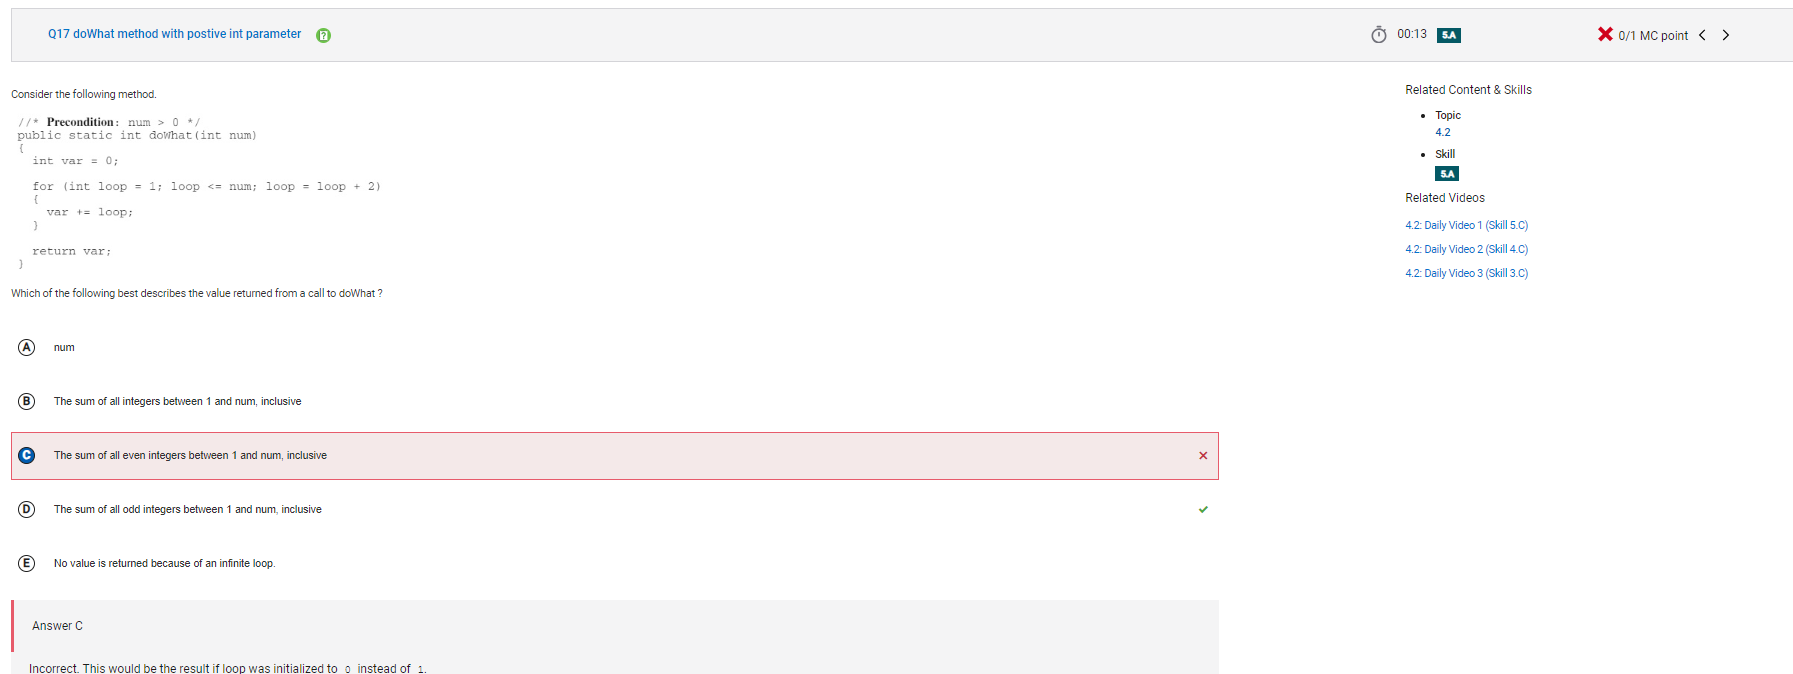 Q17 doWhat method with postive int parameter
00:13 5.A
0/1 MC point
Consider the following method.
//* Precondition: num > 0 */
public static int doWhat(int num)
{
int var = 0;
for (int loop = 1; loop <= num; loop = loop + 2)
{
var += loop;
}
return var;
}
Which of the following best describes the value returned from a call to doWhat ?
A num
B The sum of all integers between 1 and num, inclusive
C The sum of all even integers between 1 and num, inclusive
D The sum of all odd integers between 1 and num, inclusive
E No value is returned because of an infinite loop.
Answer C
Incorrect. This would be the result if loop was initialized to 0 instead of 1.
Related Content & Skills
• Topic
4.2
• Skill
5.A
Related Videos
4.2: Daily Video 1 (Skill 5.C)
4.2: Daily Video 2 (Skill 4.C)
4.2: Daily Video 3 (Skill 3.C)